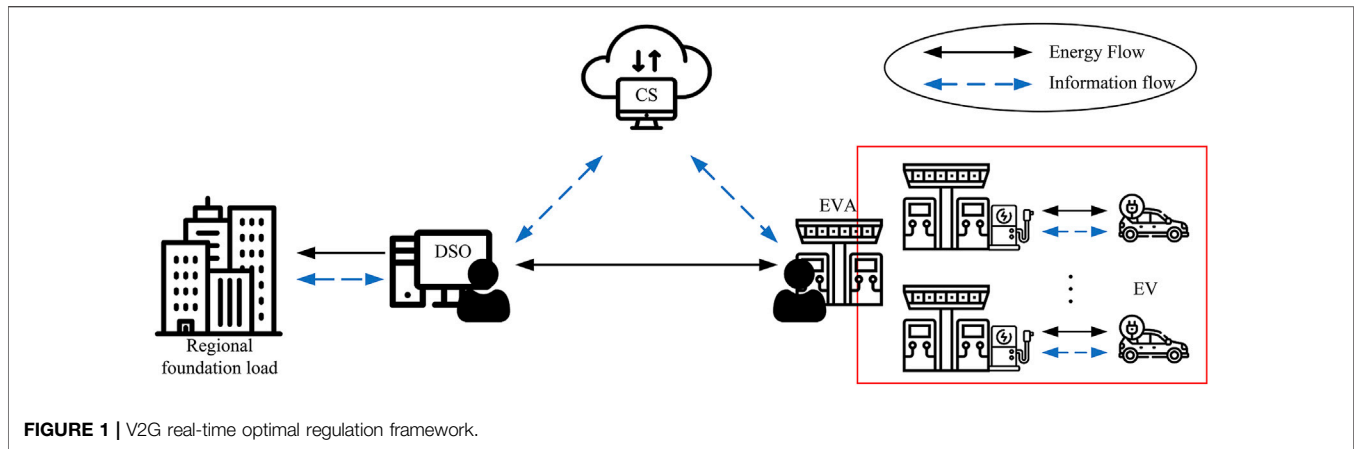 CS
Energy Flow
Information flow
EVA
DSO
EV
Regional
foundation load
FIGURE 1 | V2G real-time optimal regulation framework.